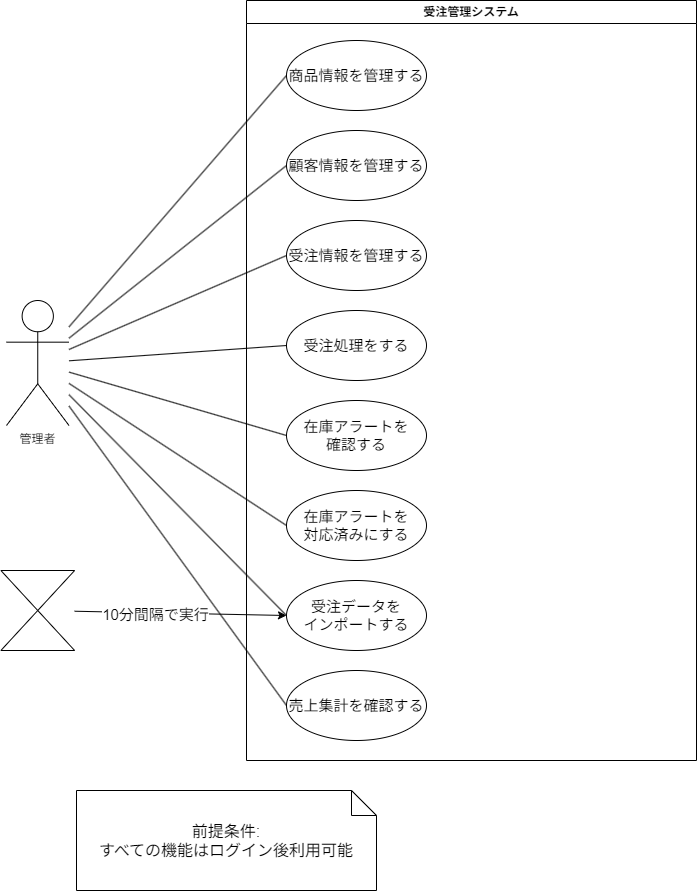 受注管理システム
商品情報を管理する
顧客情報を管理する
受注情報を管理する
受注処理をする
在庫アラートを
確認する
管理者
在庫アラートを
対応済みにする
受注データを
インポートする
10分間隔で実行
売上集計を確認する
前提条件:
すべての機能はログイン後利用可能